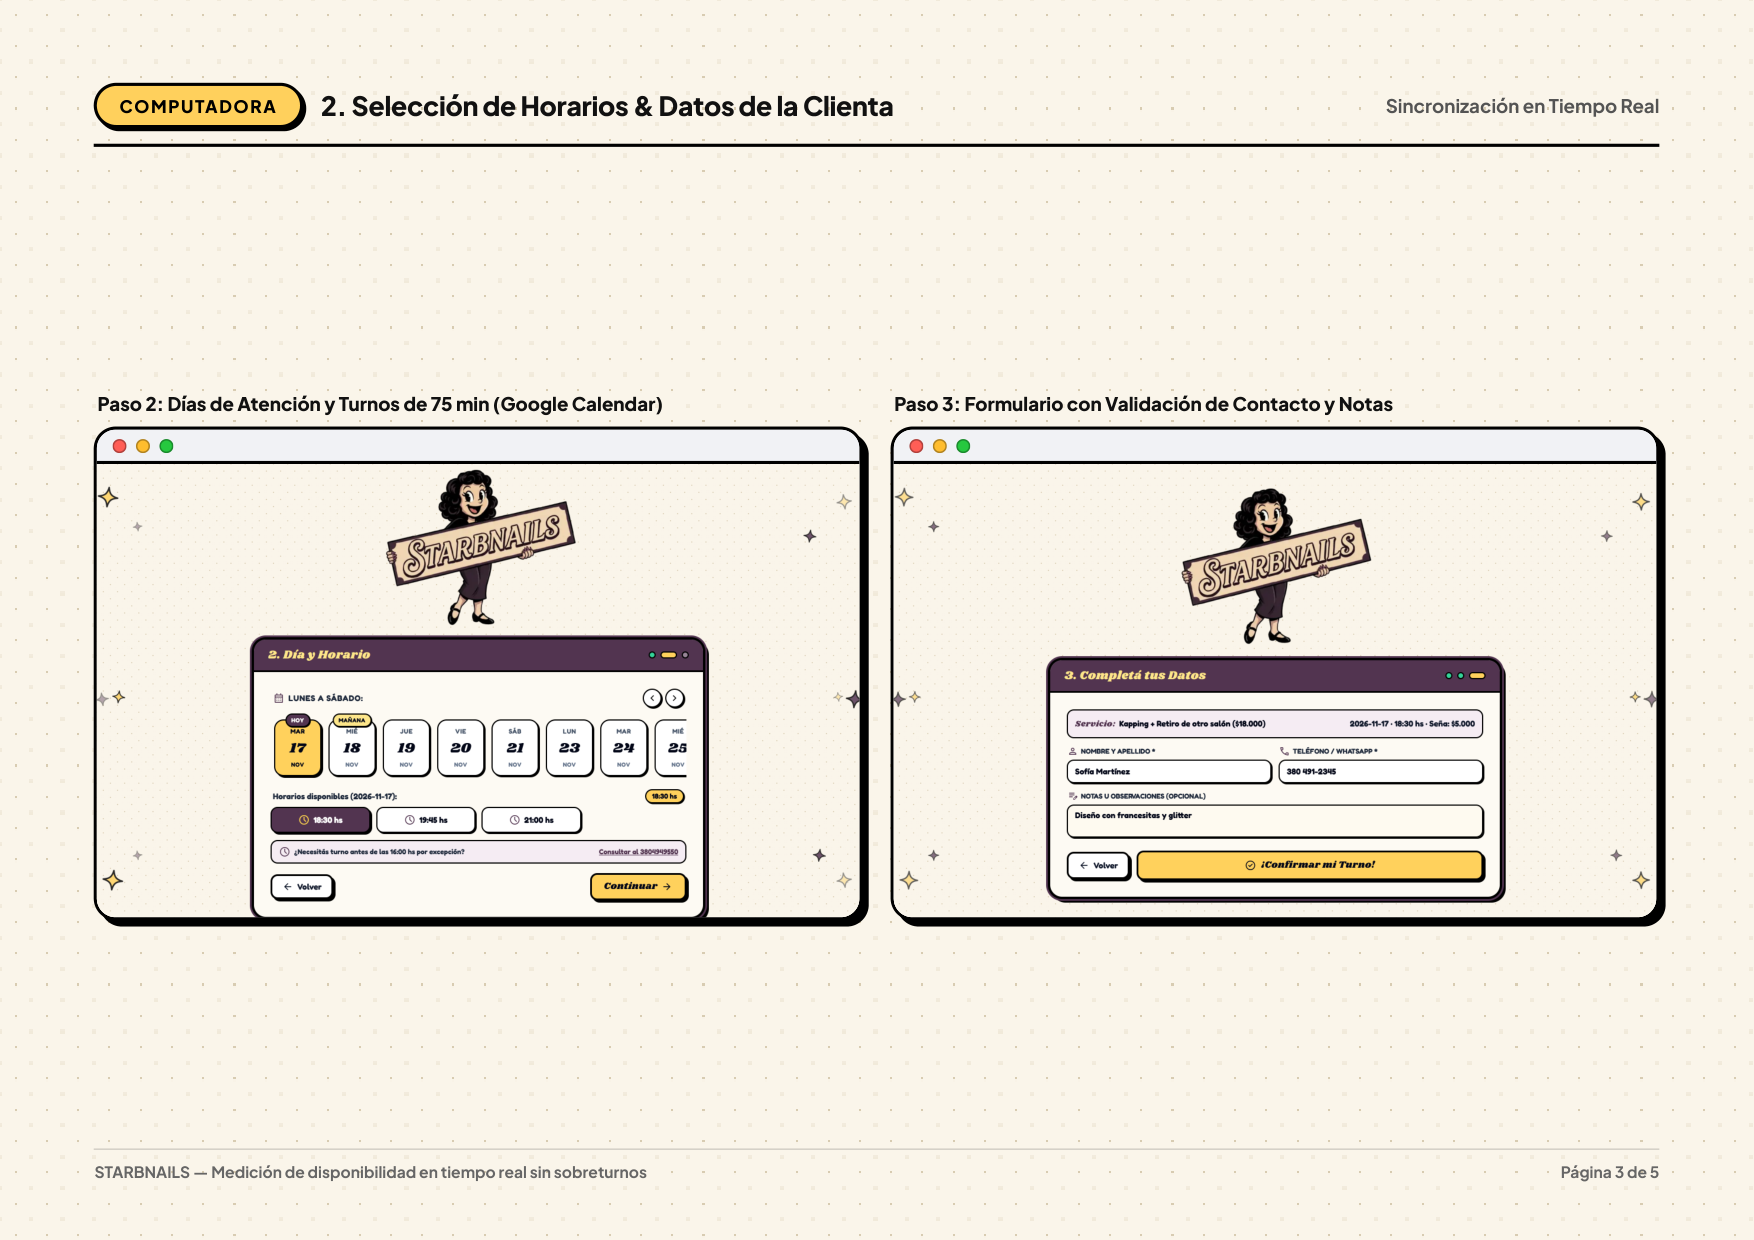 COMPUTADORA
2. Selección de Horarios & Datos de la Clienta
Sincronización en Tiempo Real
Paso 2: Días de Atención y Turnos de 75 min (Google Calendar)
STARBNAILS
2. Día y Horario
LUNES A SÁBADO:
HOY
MAÑANA
MAR MIÉ JUE VIE SÁB LUN MAR MIÉ
17 18 19 20 21 23 24 25
NOV NOV NOV NOV NOV NOV NOV NOV
Horarios disponibles (2026-11-17):
18:30 hs
18:30 hs
19:45 hs
21:00 hs
¿Necesitás turno antes de las 16:00 hs por excepción?
Consultar al 3804949550
← Volver
Continuar →
Paso 3: Formulario con Validación de Contacto y Notas
STARBNAILS
3. Completá tus Datos
Servicio: Kapping + Retiro de otro salón ($18.000)
2026-11-17 · 18:30 hs · Seña: $5.000
NOMBRE Y APELLIDO *
TELÉFONO / WHATSAPP *
Sofía Martínez
380 491-2345
NOTAS U OBSERVACIONES (OPCIONAL)
Diseño con francesitas y glitter
← Volver
¡Confirmar mi Turno!
STARBNAILS — Medición de disponibilidad en tiempo real sin sobreturnos
Página 3 de 5